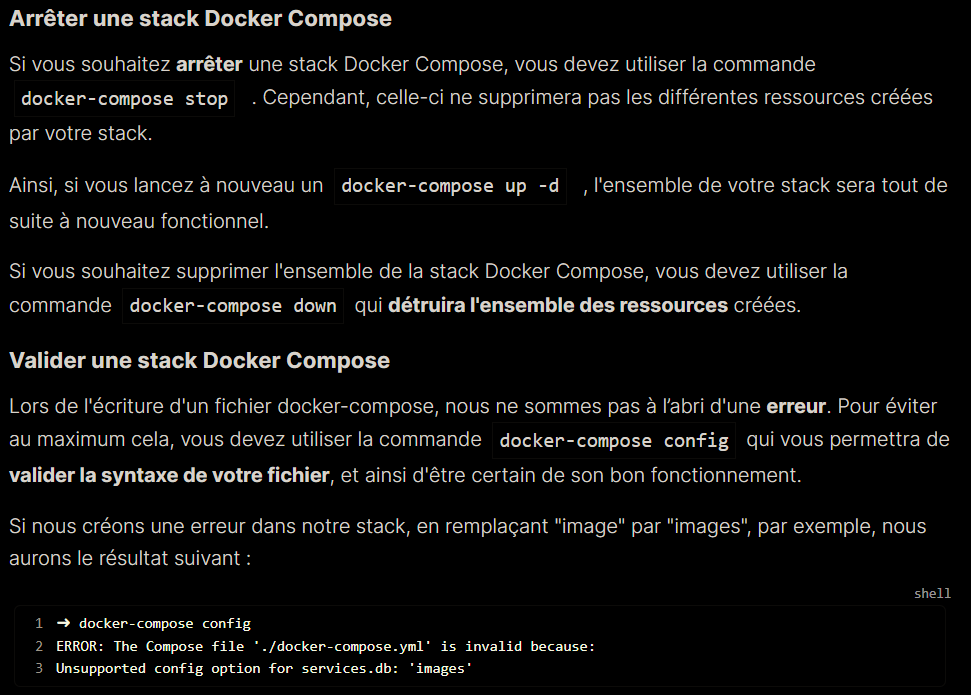 Arrêter une stack Docker Compose
Si vous souhaitez arrêter une stack Docker Compose, vous devez utiliser la commande
docker-compose stop . Cependant, celle-ci ne supprimera pas les différentes ressources créées
par votre stack.
Ainsi, si vous lancez à nouveau un docker-compose up -d , l'ensemble de votre stack sera tout de
suite à nouveau fonctionnel.
Si vous souhaitez supprimer l'ensemble de la stack Docker Compose, vous devez utiliser la
commande docker-compose down qui détruira l'ensemble des ressources créées.
Valider une stack Docker Compose
Lors de l'écriture d'un fichier docker-compose, nous ne sommes pas à l’abri d'une erreur. Pour éviter
au maximum cela, vous devez utiliser la commande docker-compose config qui vous permettra de
valider la syntaxe de votre fichier, et ainsi d'être certain de son bon fonctionnement.
Si nous créons une erreur dans notre stack, en remplaçant "image" par "images", par exemple, nous
aurons le résultat suivant :
shell
1 ➜ docker-compose config
2 ERROR: The Compose file './docker-compose.yml' is invalid because:
3 Unsupported config option for services.db: 'images'